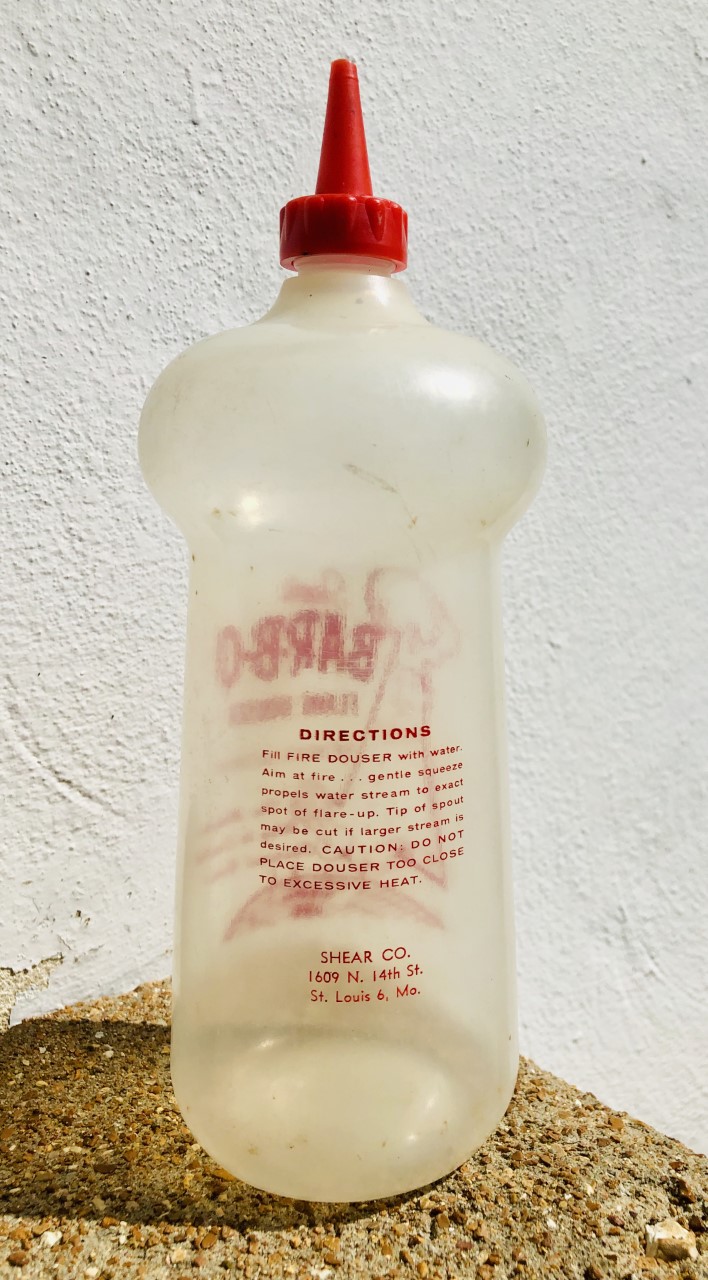 DIRECTIONS
Fill FIRE DOUSER with water.
Aim at fire . . . gentle squeeze
propels water stream to exact
spot of flare-up. Tip of spout
may be cut if larger stream is
desired. CAUTION: DO NOT
PLACE DOUSER TOO CLOSE
TO EXCESSIVE HEAT.
SHEAR CO.
1609 N. 14th St.
St. Louis 6, Mo.
BAR-B-Q